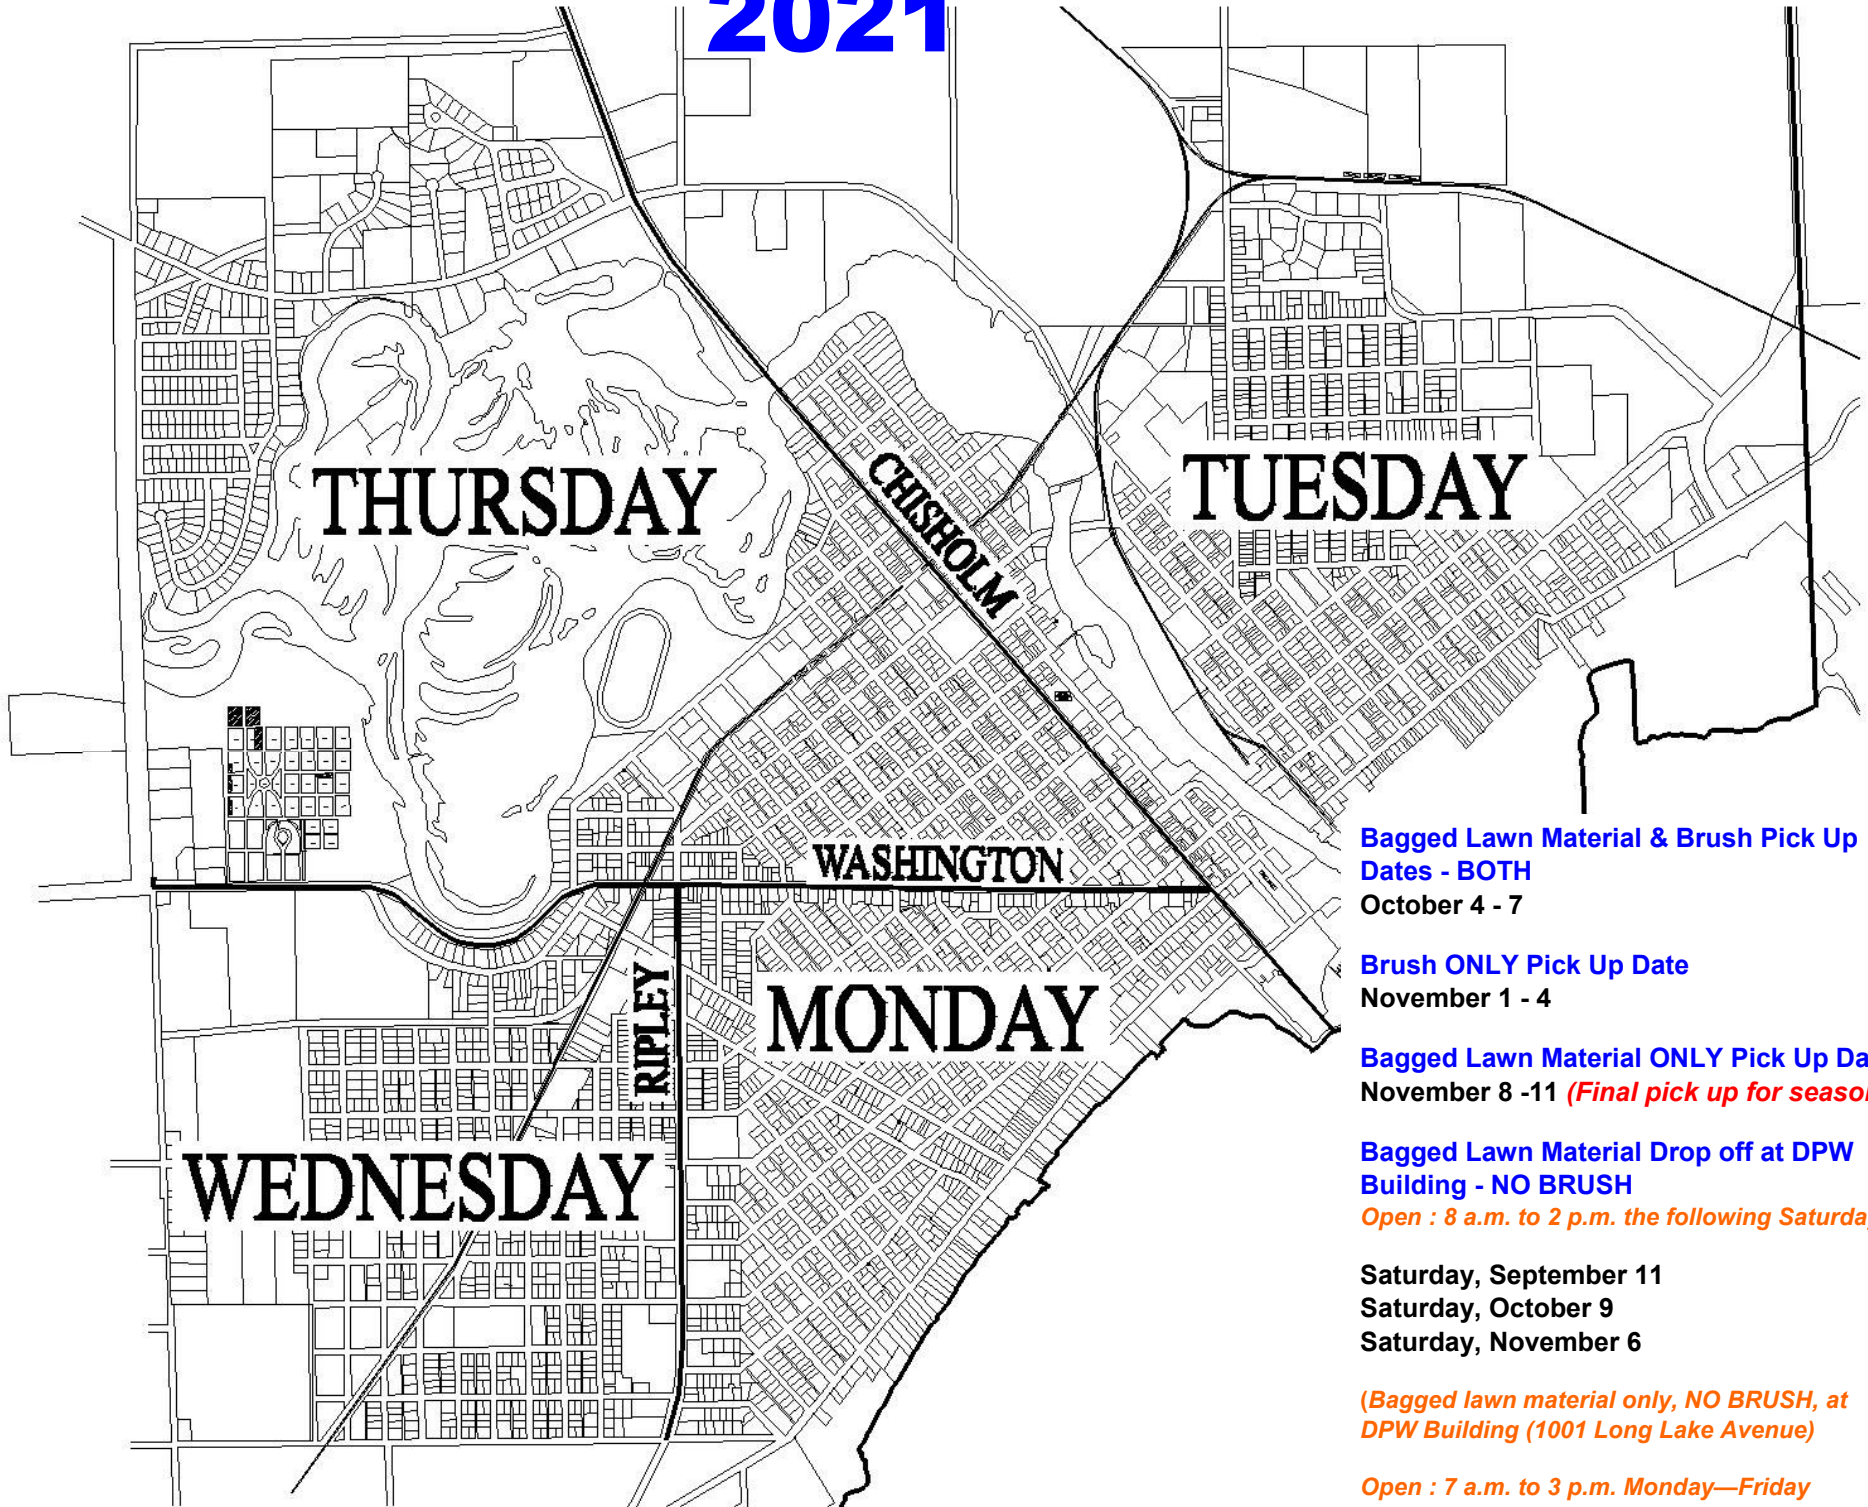 2021
THURSDAY
CHISHOLM
TUESDAY
WASHINGTON
RIPLEY
MONDAY
WEDNESDAY
Bagged Lawn Material & Brush Pick Up
Dates - BOTH
October 4 - 7
Brush ONLY Pick Up Date
November 1 - 4
Bagged Lawn Material ONLY Pick Up Da
November 8 -11 (Final pick up for seaso
Bagged Lawn Material Drop off at DPW
Building - NO BRUSH
Open : 8 a.m. to 2 p.m. the following Saturda
Saturday, September 11
Saturday, October 9
Saturday, November 6
(Bagged lawn material only, NO BRUSH, at
DPW Building (1001 Long Lake Avenue)
Open : 7 a.m. to 3 p.m. Monday—Friday